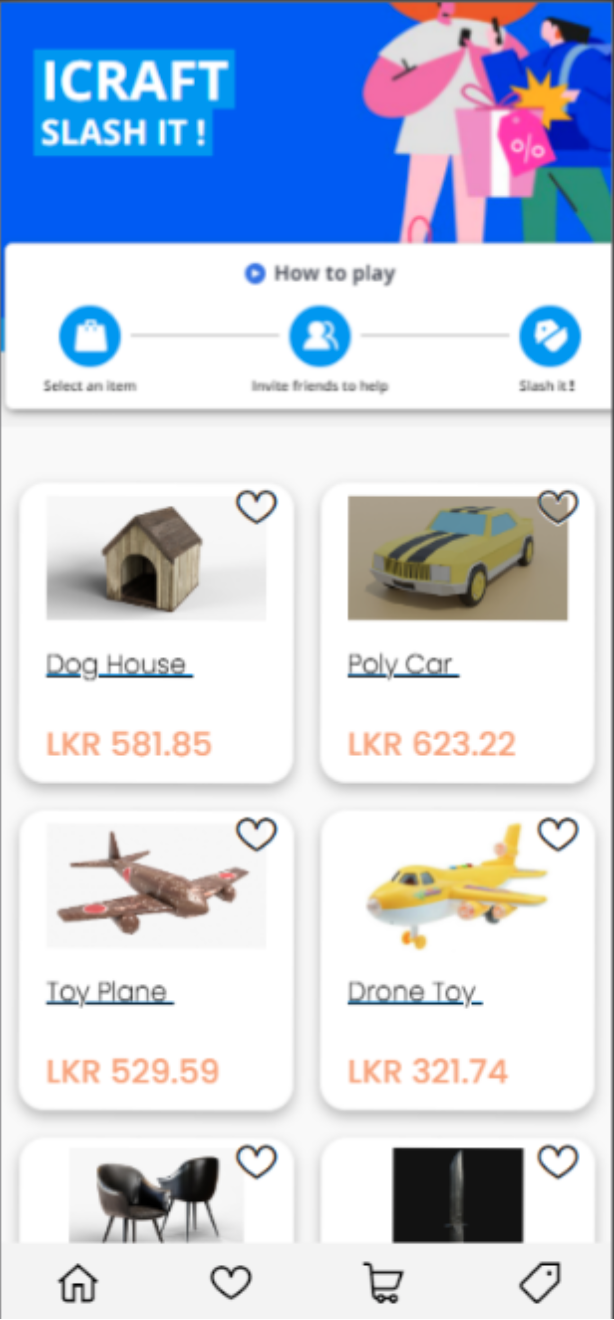 ICRAFT
SLASH IT !
%
How to play
Select an item
Invite friends to help
Slash it!
Dog House
Poly Car
LKR 581.85
LKR 623.22
Toy Plane
Drone Toy
LKR 529.59
LKR 321.74